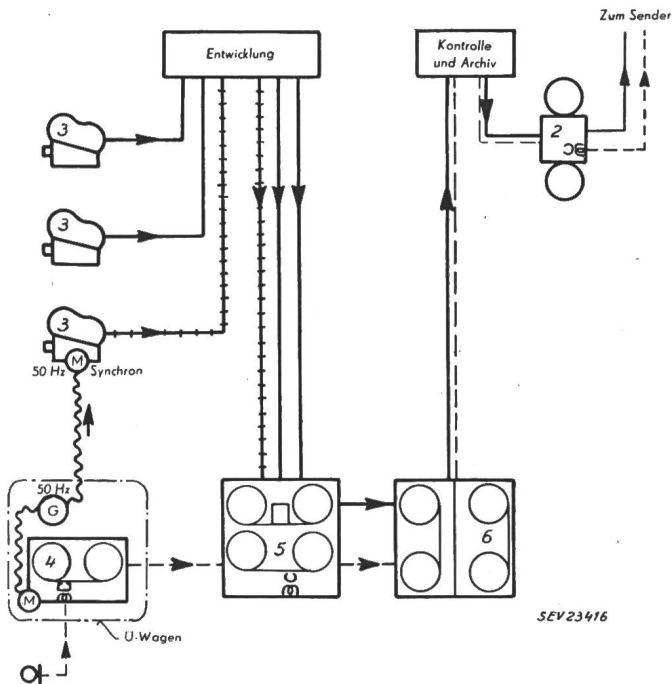 Zum Sender
Entwicklung
Kontrolle
und Archiv
3
2
3
3
M
50 Hz
Synchron
50 Hz
G
4
5
6
M
Ü-Wagen
SEV23416